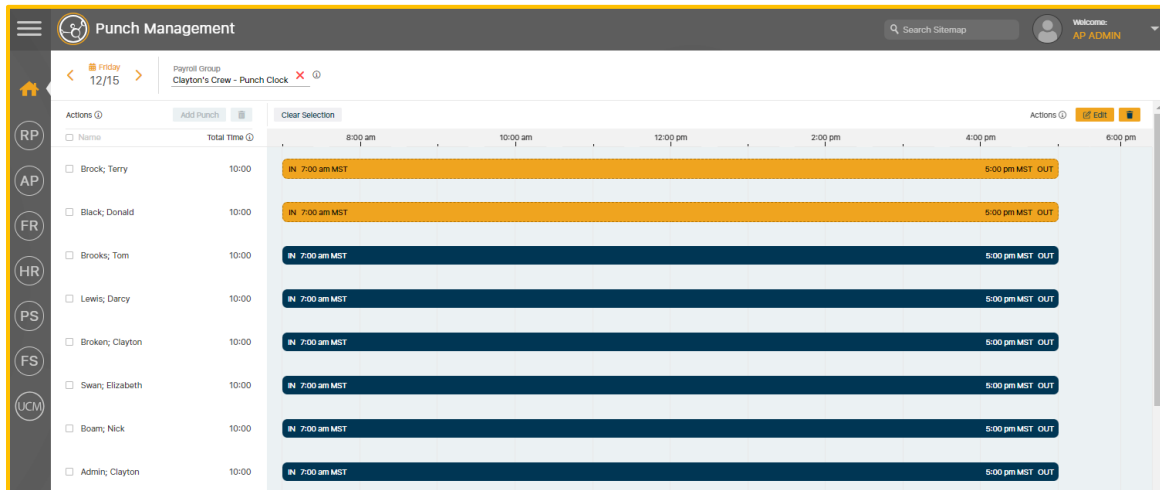 Punch Management
Search Sitemap
Welcome:
AP ADMIN
Friday
12/15
Payroll Group
Clayton's Crew - Punch Clock
Actions
Add Punch
Clear Selection
Actions
Edit
Name
Total Time
8:00 am
10:00 am
12:00 pm
2:00 pm
4:00 pm
6:00 pm
RP
AP
FR
HR
PS
FS
UCM
Brock; Terry 10:00 IN 7:00 am MST 5:00 pm MST OUT
Black; Donald 10:00 IN 7:00 am MST 5:00 pm MST OUT
Brooks; Tom 10:00 IN 7:00 am MST 5:00 pm MST OUT
Lewis; Darcy 10:00 IN 7:00 am MST 5:00 pm MST OUT
Broken; Clayton 10:00 IN 7:00 am MST 5:00 pm MST OUT
Swan; Elizabeth 10:00 IN 7:00 am MST 5:00 pm MST OUT
Boam; Nick 10:00 IN 7:00 am MST 5:00 pm MST OUT
Admin; Clayton 10:00 IN 7:00 am MST 5:00 pm MST OUT